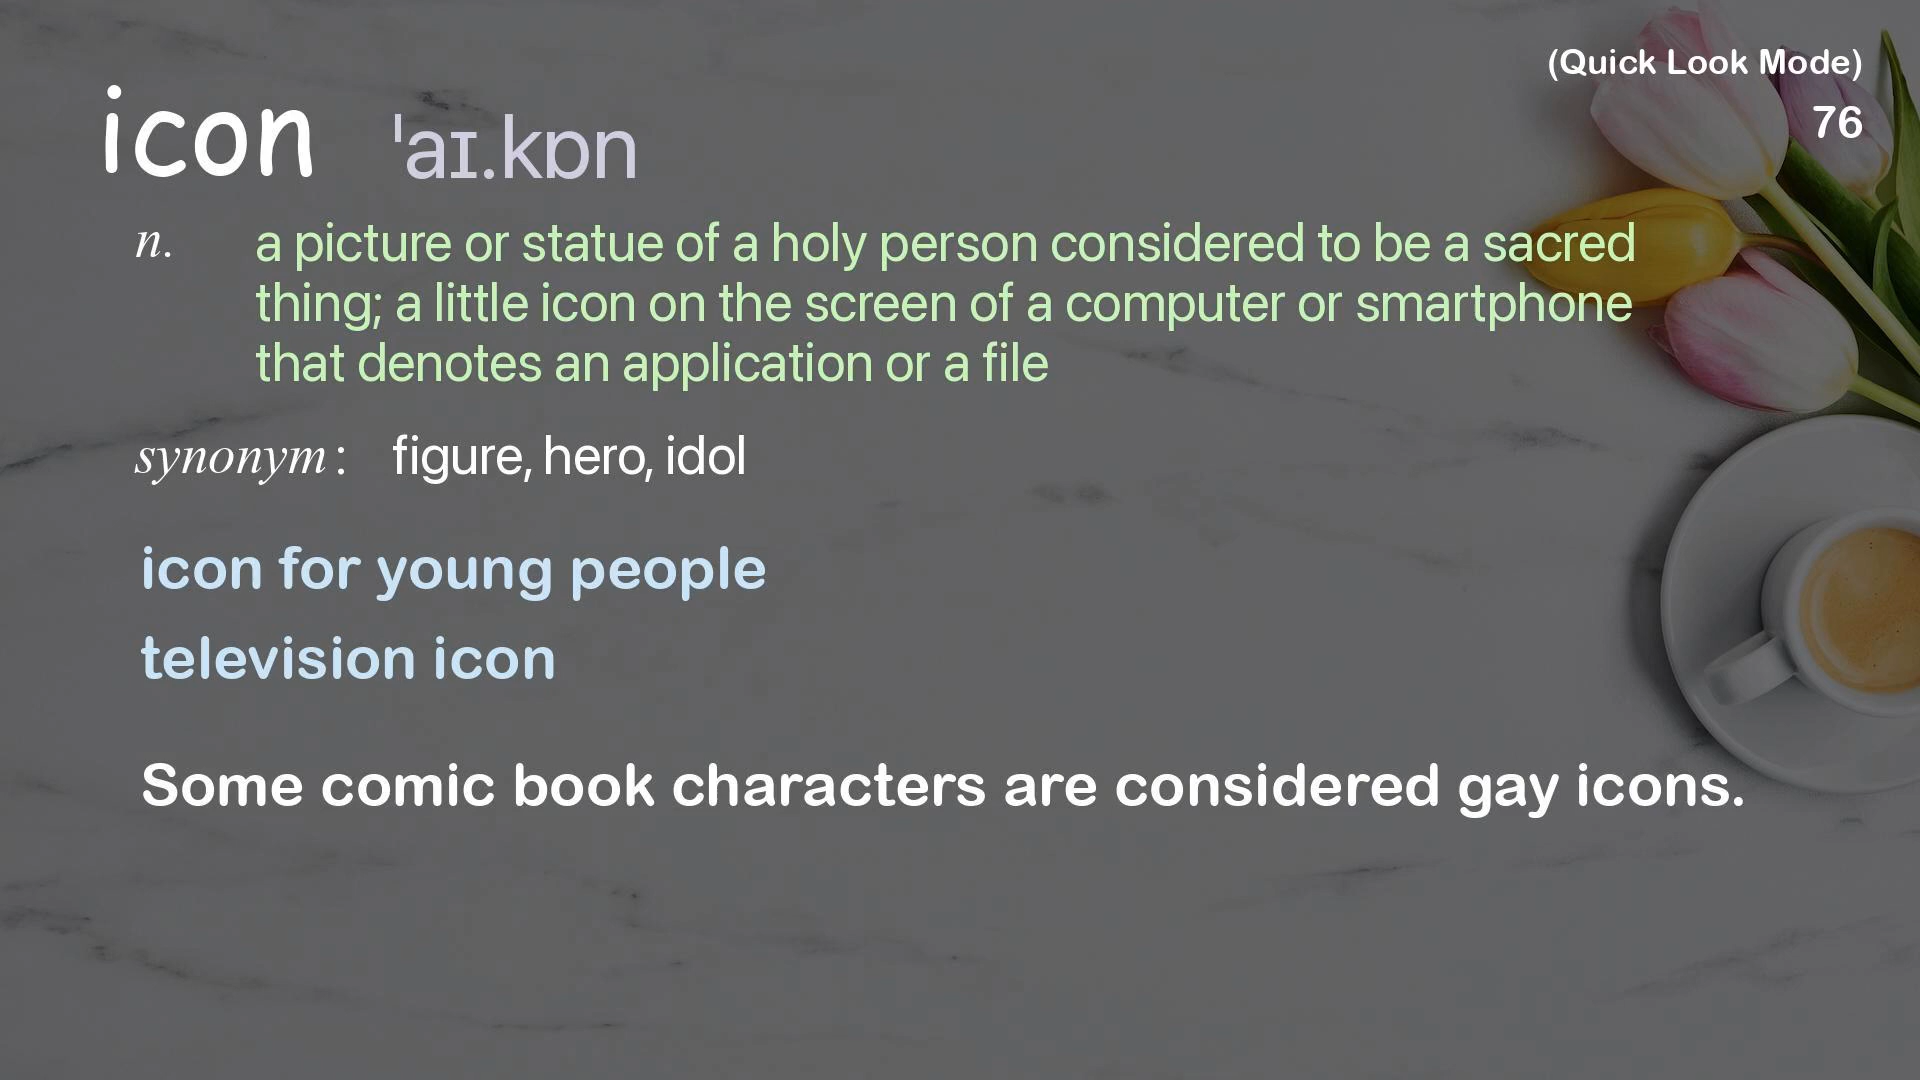 (Quick Look Mode)
76
icon ˈaɪ.kɒn
n. a picture or statue of a holy person considered to be a sacred
thing; a little icon on the screen of a computer or smartphone
that denotes an application or a file
synonym : figure, hero, idol
icon for young people
television icon
Some comic book characters are considered gay icons.